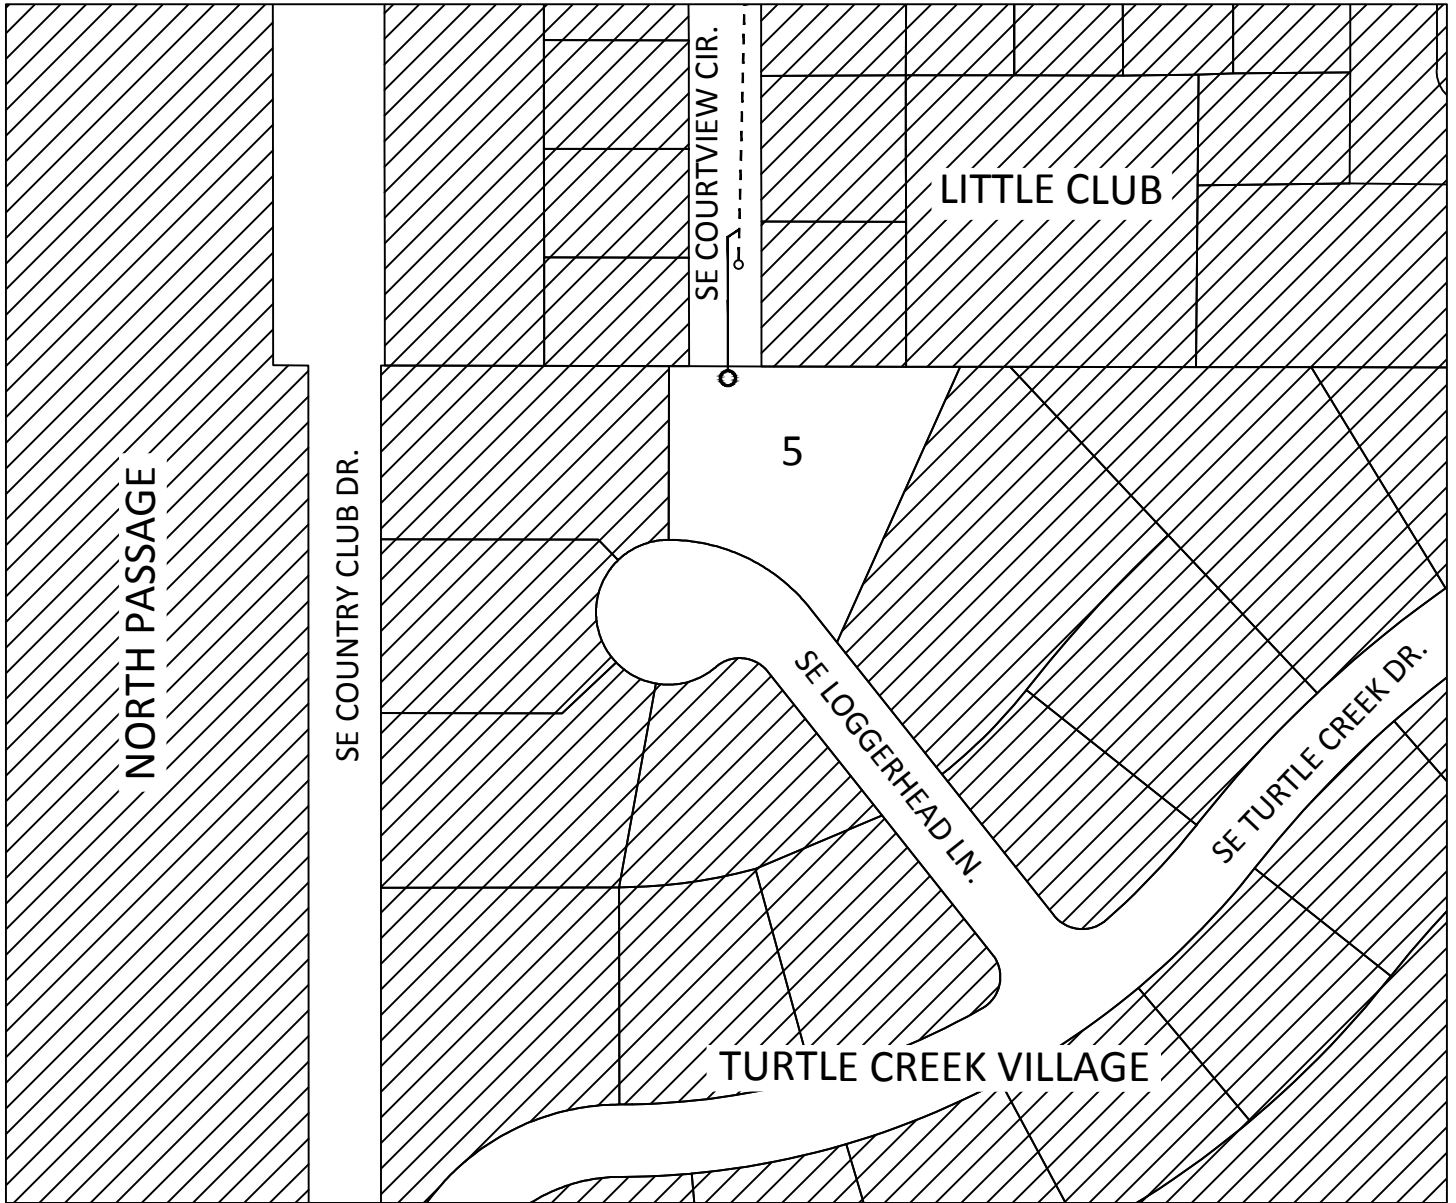 SE COURTVIEW CIR.
LITTLE CLUB
5
NORTH PASSAGE
SE COUNTRY CLUB DR.
SE LOGGERHEAD LN.
SE TURTLE CREEK DR.
TURTLE CREEK VILLAGE